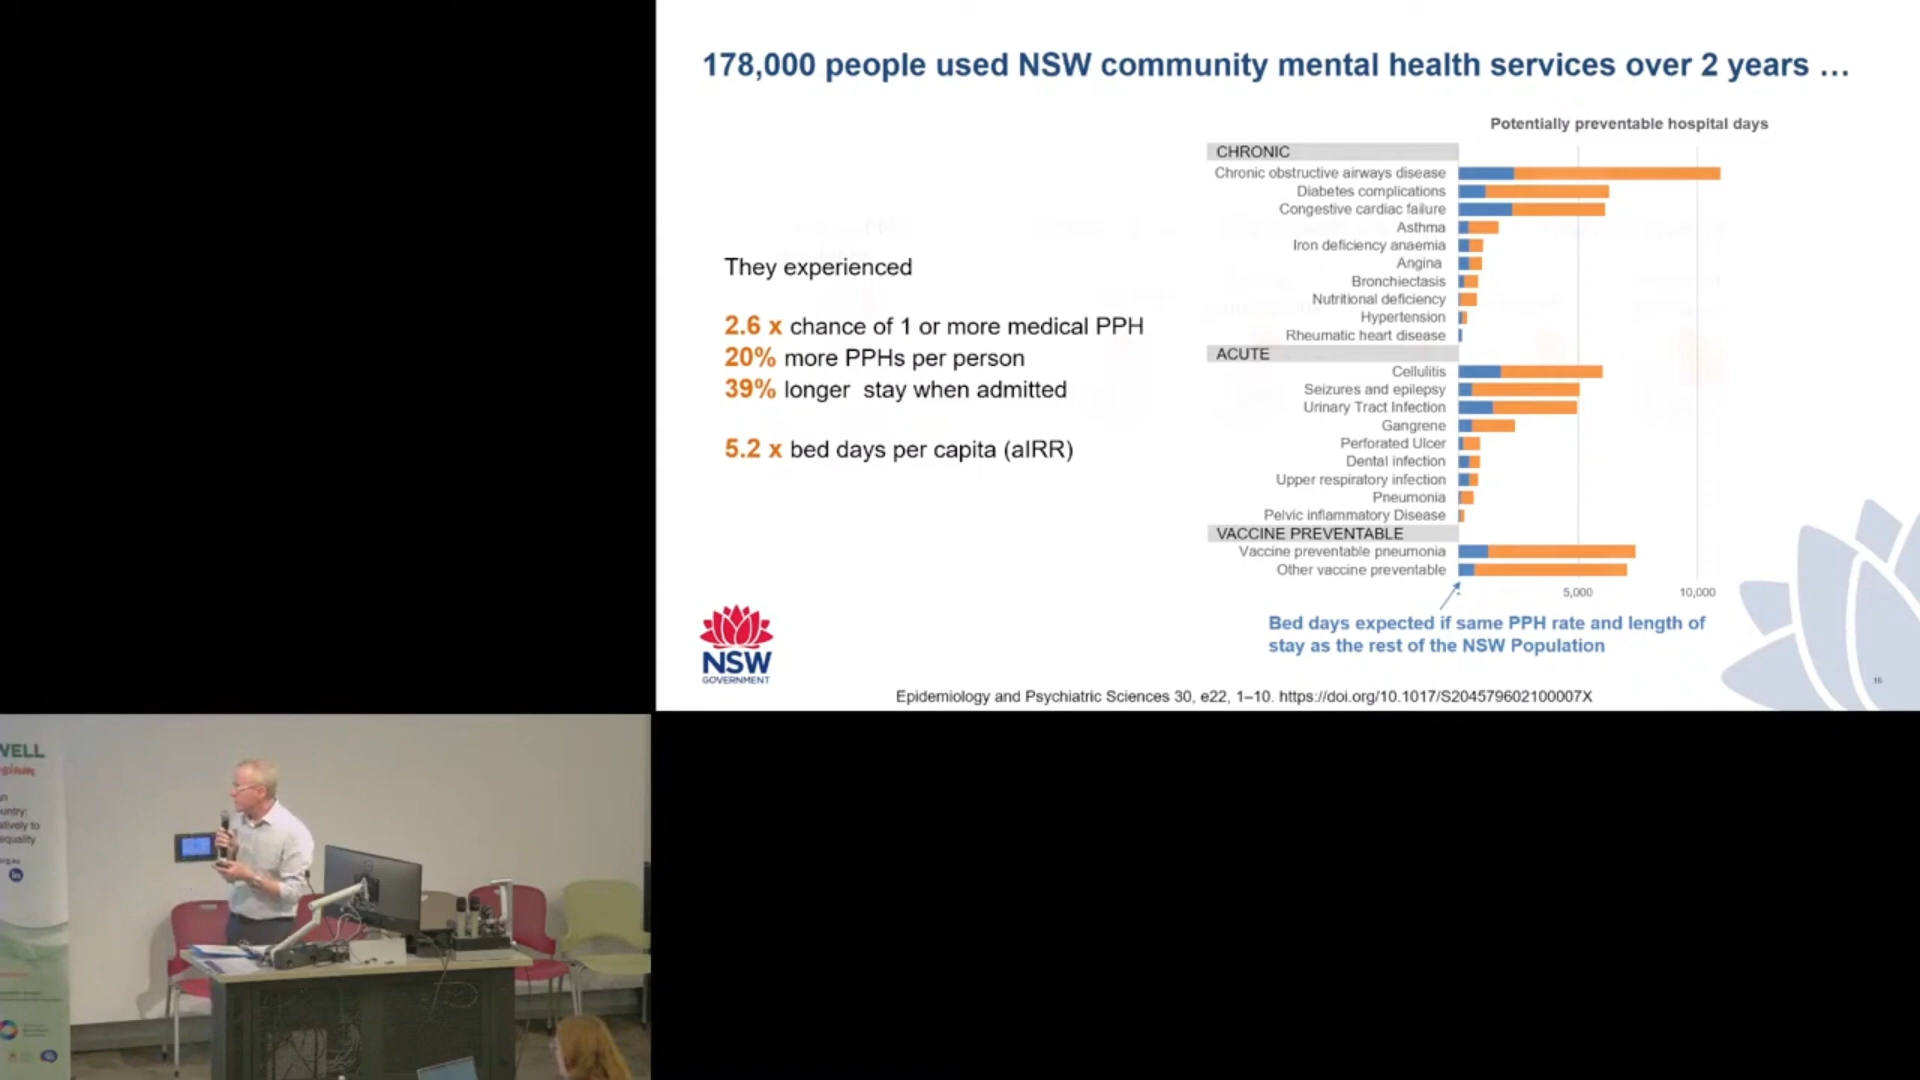 178,000 people used NSW community mental health services over 2 years …
They experienced
2.6 x chance of 1 or more medical PPH
20% more PPHs per person
39% longer stay when admitted
5.2 x bed days per capita (aIRR)
Potentially preventable hospital days
CHRONIC
Chronic obstructive airways disease
Diabetes complications
Congestive cardiac failure
Asthma
Iron deficiency anaemia
Angina
Bronchiectasis
Nutritional deficiency
Hypertension
Rheumatic heart disease
ACUTE
Cellulitis
Seizures and epilepsy
Urinary Tract Infection
Gangrene
Perforated Ulcer
Dental infection
Upper respiratory infection
Pneumonia
Pelvic inflammatory Disease
VACCINE PREVENTABLE
Vaccine preventable pneumonia
Other vaccine preventable
- 5,000 10,000
Bed days expected if same PPH rate and length of
stay as the rest of the NSW Population
NSW
GOVERNMENT
Epidemiology and Psychiatric Sciences 30, e22, 1–10. https://doi.org/10.1017/S204579602100007X
WELL
untry:
atively to
equality
in